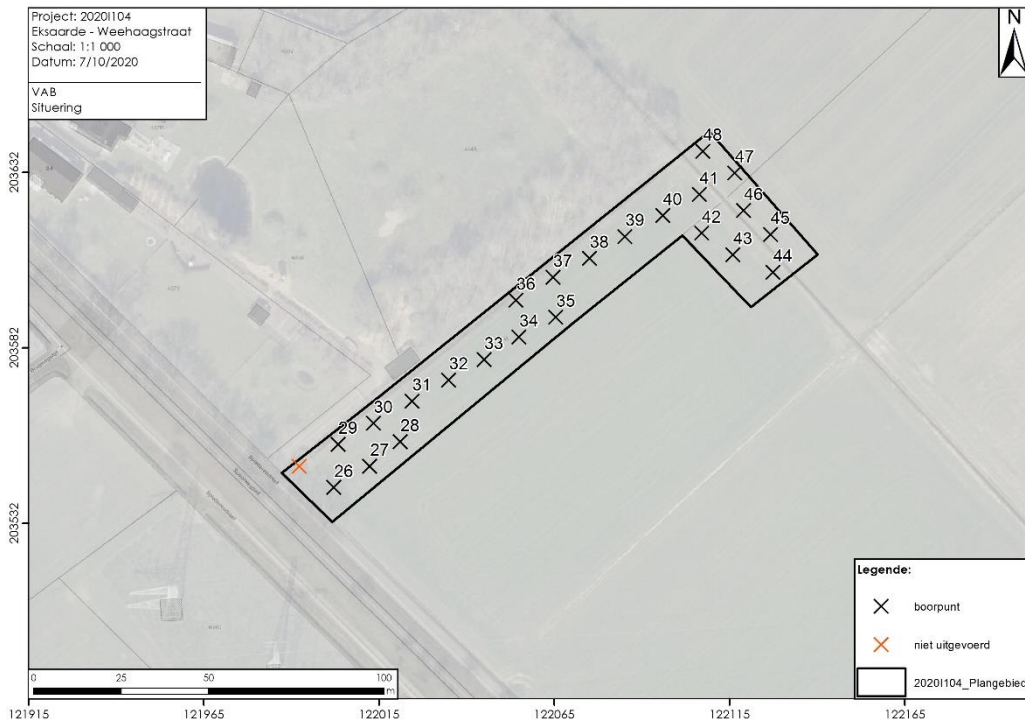 Project: 2020I104
Eksaarde - Weehaagstraat
Schaal: 1:1 000
Datum: 7/10/2020
VAB
Situering
N
48
47
41
46
40
42
45
39
43
38
44
37
36
35
34
33
32
31
30
29
28
27
26
203632
203582
203532
Legende:
boorpunt
niet uitgevoerd
2020I104_Plangebied
0 25 50 100
m
121915 121965 122015 122065 122115 122165